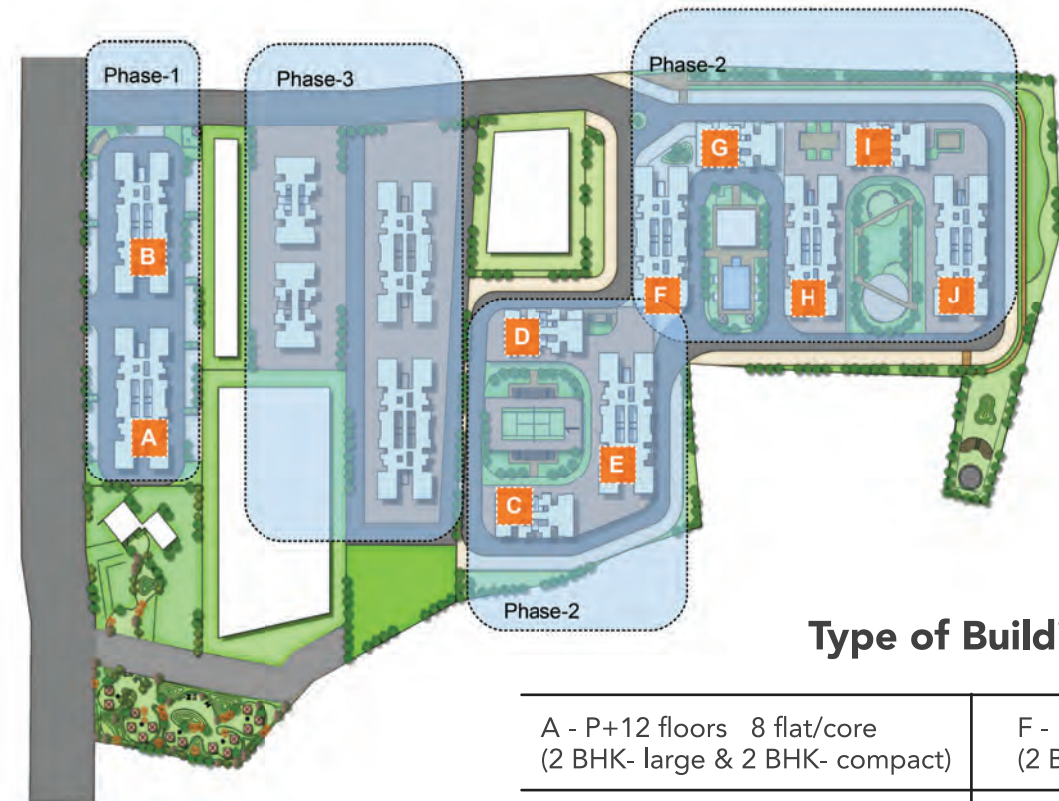 Phase-1
Phase-3
Phase-2
G
I
B
F
H
J
D
A
E
C
Phase-2
Type of Build
A - P+12 floors 8 flat/core
(2 BHK- large & 2 BHK- compact)
F -
(2 B